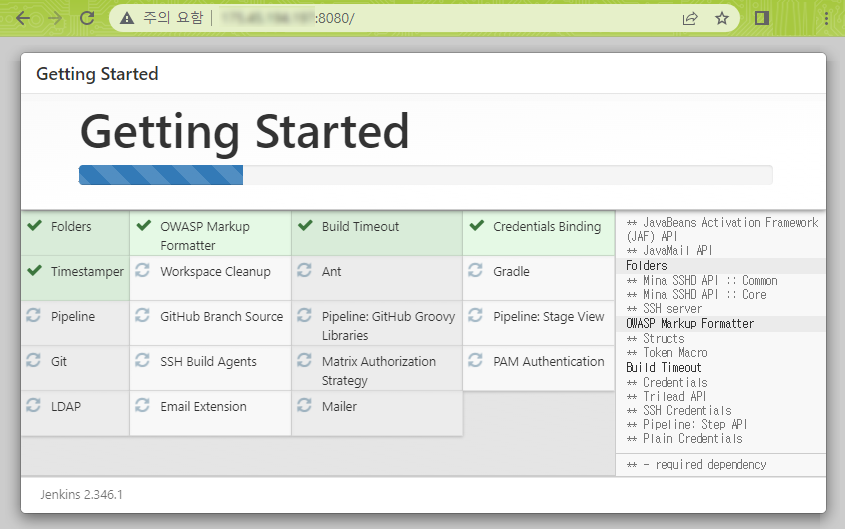 주의 요함 | :8080/
Getting Started
Getting Started
Folders
OWASP Markup
Formatter
Build Timeout
Credentials Binding
Timestamper
Workspace Cleanup
Ant
Gradle
Pipeline
GitHub Branch Source
Pipeline: GitHub Groovy
Libraries
Pipeline: Stage View
Git
SSH Build Agents
Matrix Authorization
Strategy
PAM Authentication
LDAP
Email Extension
Mailer
** JavaBeans Activation Framework
(JAF) API
** JavaMail API
Folders
** Mina SSHD API :: Common
** Mina SSHD API :: Core
** SSH server
OWASP Markup Formatter
** Structs
** Token Macro
Build Timeout
** Credentials
** Trilead API
** SSH Credentials
** Pipeline: Step API
** Plain Credentials
** - required dependency
Jenkins 2.346.1